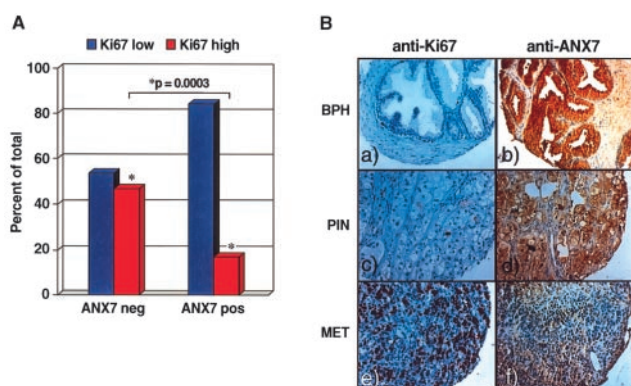 A
Ki67 low Ki67 high
*p = 0.0003
Percent of total
100
80
60
40
20
0
*
*
ANX7 neg ANX7 pos
B
anti-Ki67 anti-ANX7
BPH
a) b)
PIN
c) d)
MET
e) f)